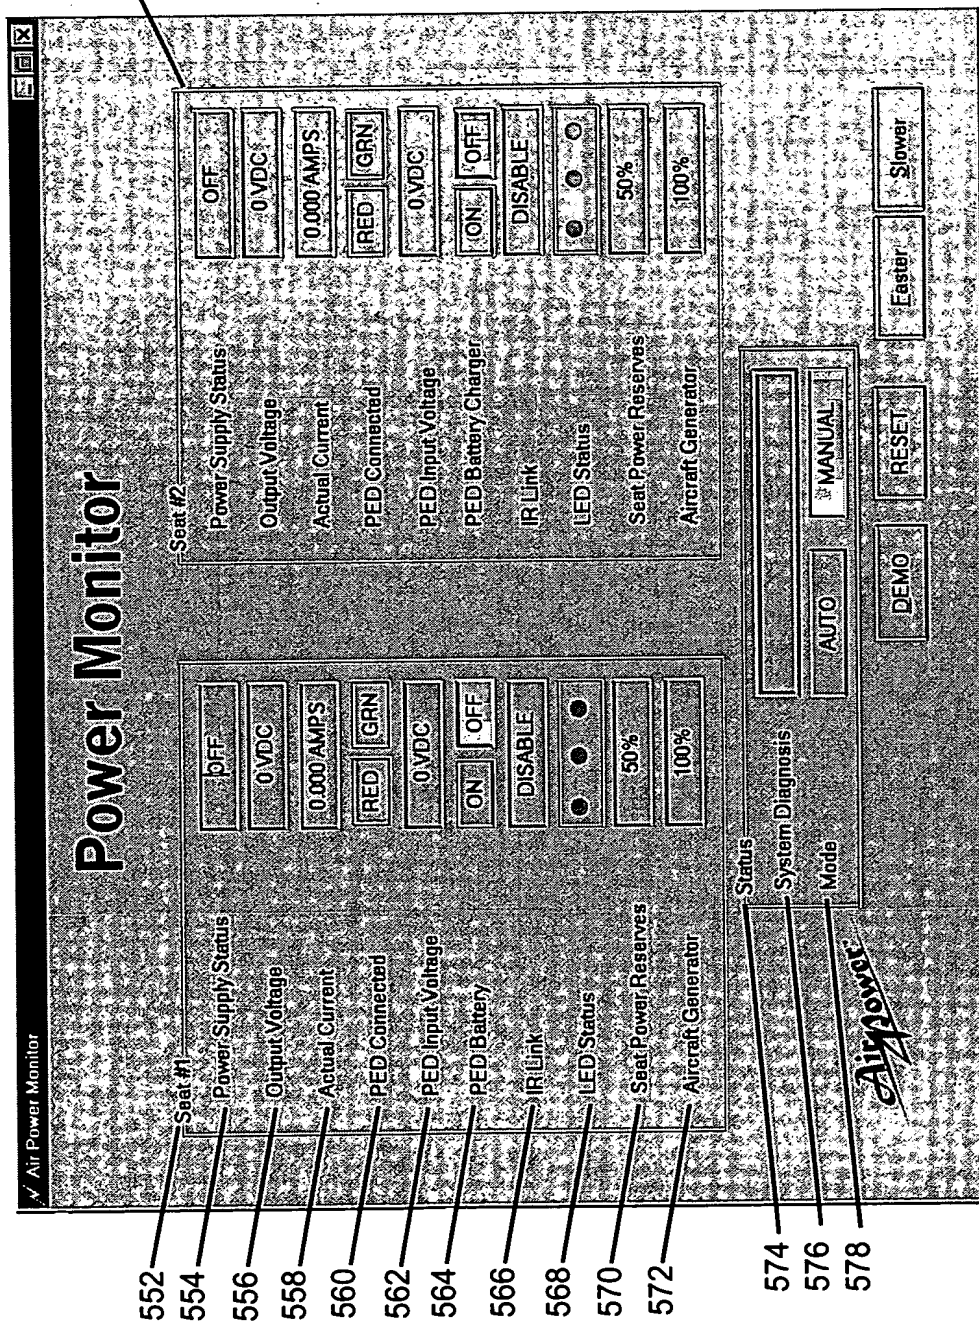 Air Power Monitor
Power Monitor
552 Seat #1
554 Power Supply Status OFF
556 Output Voltage 0 VDC
558 Actual Current 0.000 AMPS
560 PED Connected RED GRN
562 PED Input Voltage 0 VDC
564 PED Battery ON OFF
566 IR Link DISABLE
568 LED Status
570 Seat Power Reserves 50%
572 Aircraft Generator 100%
Seat #2
Power Supply Status OFF
Output Voltage 0 VDC
Actual Current 0.000 AMPS
PED Connected RED GRN
PED Input Voltage 0 VDC
PED Battery Charger ON OFF
IR Link DISABLE
LED Status
Seat Power Reserves 50%
Aircraft Generator 100%
574 Status
576 System Diagnosis
578 Mode AUTO MANUAL
AirPower
DEMO RESET Faster Slower